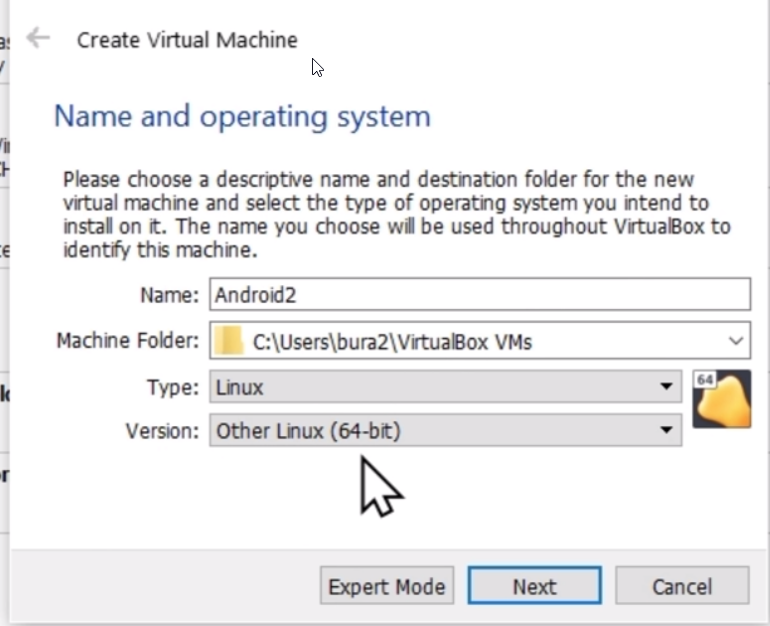 Create Virtual Machine
Name and operating system
Please choose a descriptive name and destination folder for the new
virtual machine and select the type of operating system you intend to
install on it. The name you choose will be used throughout VirtualBox to
identify this machine.
Name: Android2
Machine Folder: C:\Users\bura2\VirtualBox VMs
Type: Linux
64
Version: Other Linux (64-bit)
Expert Mode Next Cancel